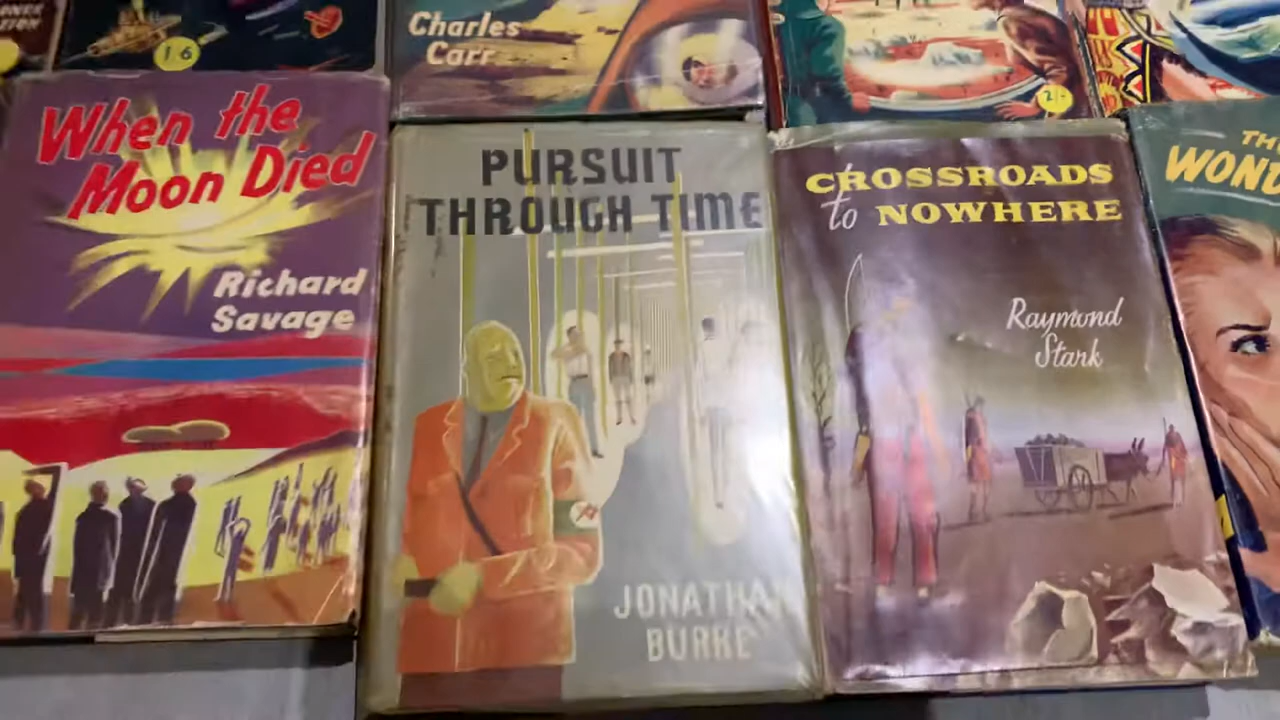 1/6
Charles
Carr
2/-
When the
Moon Died
Richard
Savage
PURSUIT
THROUGH TIME
JONATHAN
BURKE
CROSSROADS
to NOWHERE
Raymond
Stark